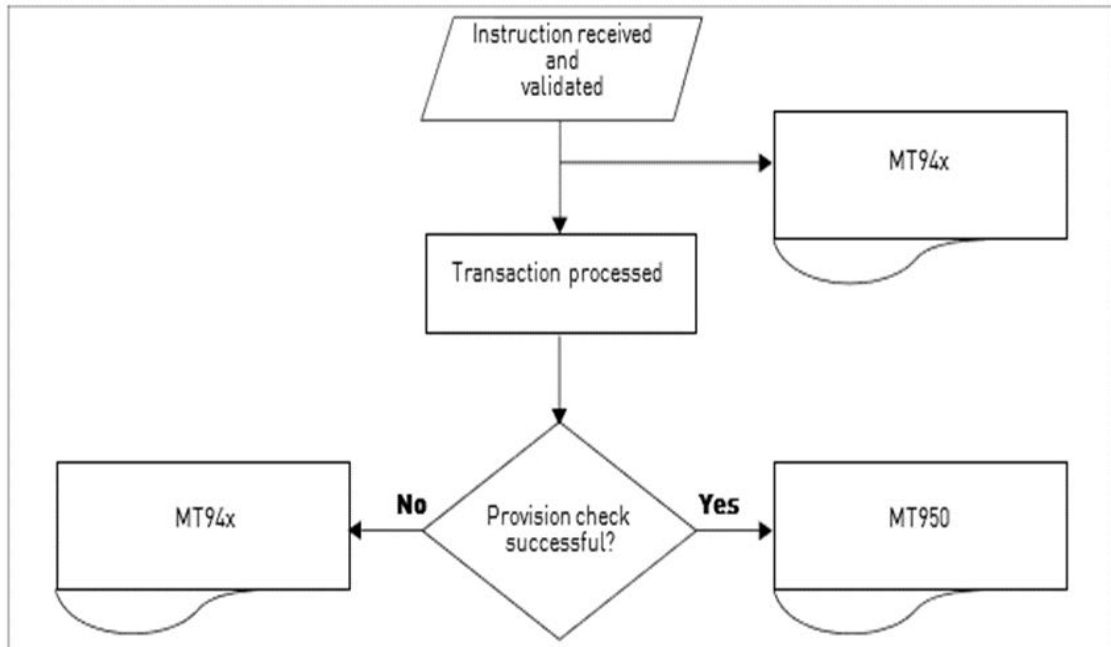 Instruction received
and
validated
MT94x
Transaction processed
MT94x
No
Provision check
successful?
Yes
MT950